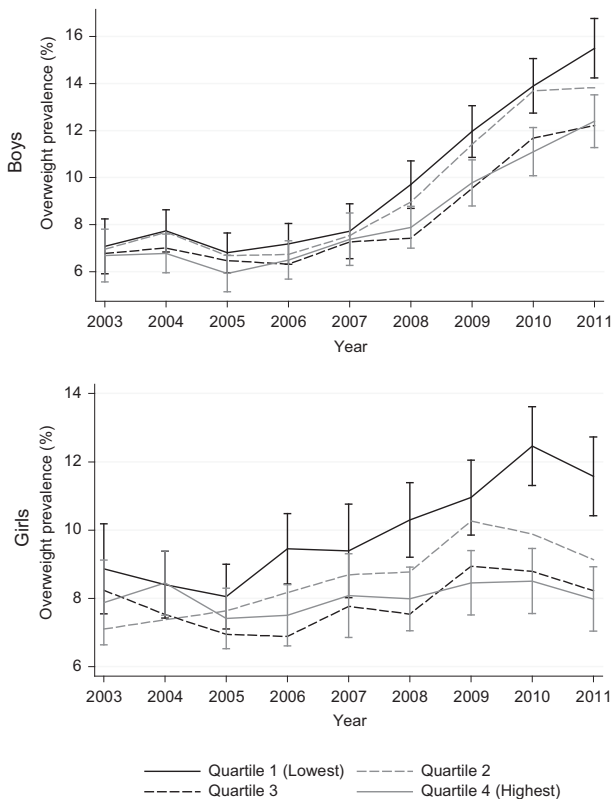 16
14
12
10
8
6
Overweight prevalence (%)
Boys
2003 2004 2005 2006 2007 2008 2009 2010 2011
Year
14
12
10
8
6
Overweight prevalence (%)
Girls
2003 2004 2005 2006 2007 2008 2009 2010 2011
Year
Quartile 1 (Lowest) Quartile 2
Quartile 3 Quartile 4 (Highest)